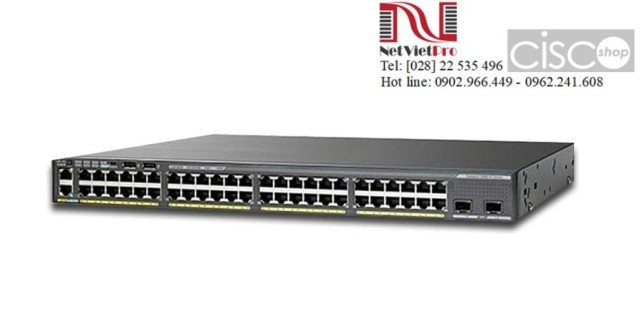 NetVietPro
CISCO shop
Tel: [028] 22 535 496
Hot line: 0902.966.449 - 0962.241.608